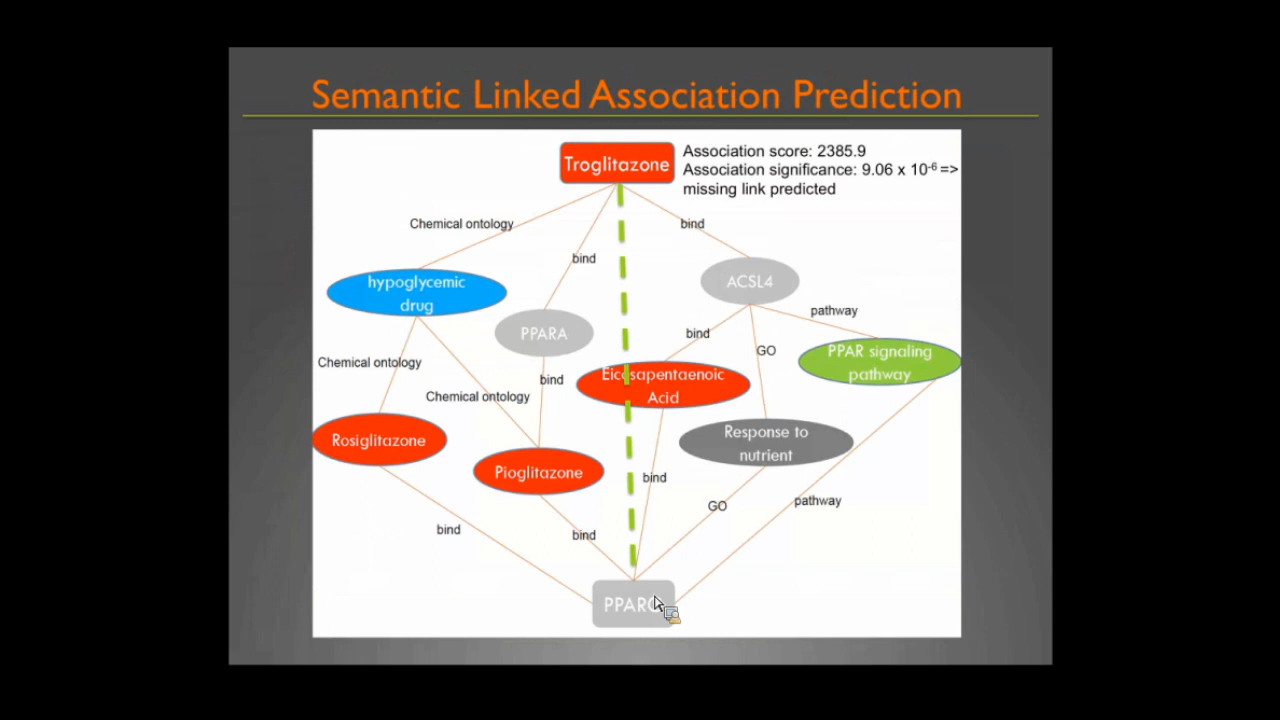 Semantic Linked Association Prediction
Troglitazone
Association score: 2385.9
Association significance: 9.06 x 10⁻⁶ =>
missing link predicted
Chemical ontology
bind
bind
hypoglycemic
drug
ACSL4
PPARA
pathway
bind
GO
PPAR signaling
pathway
Chemical ontology
bind
Chemical ontology
Eicosapentaenoic
Acid
Rosiglitazone
Response to
nutrient
Pioglitazone
bind
GO
pathway
bind
bind